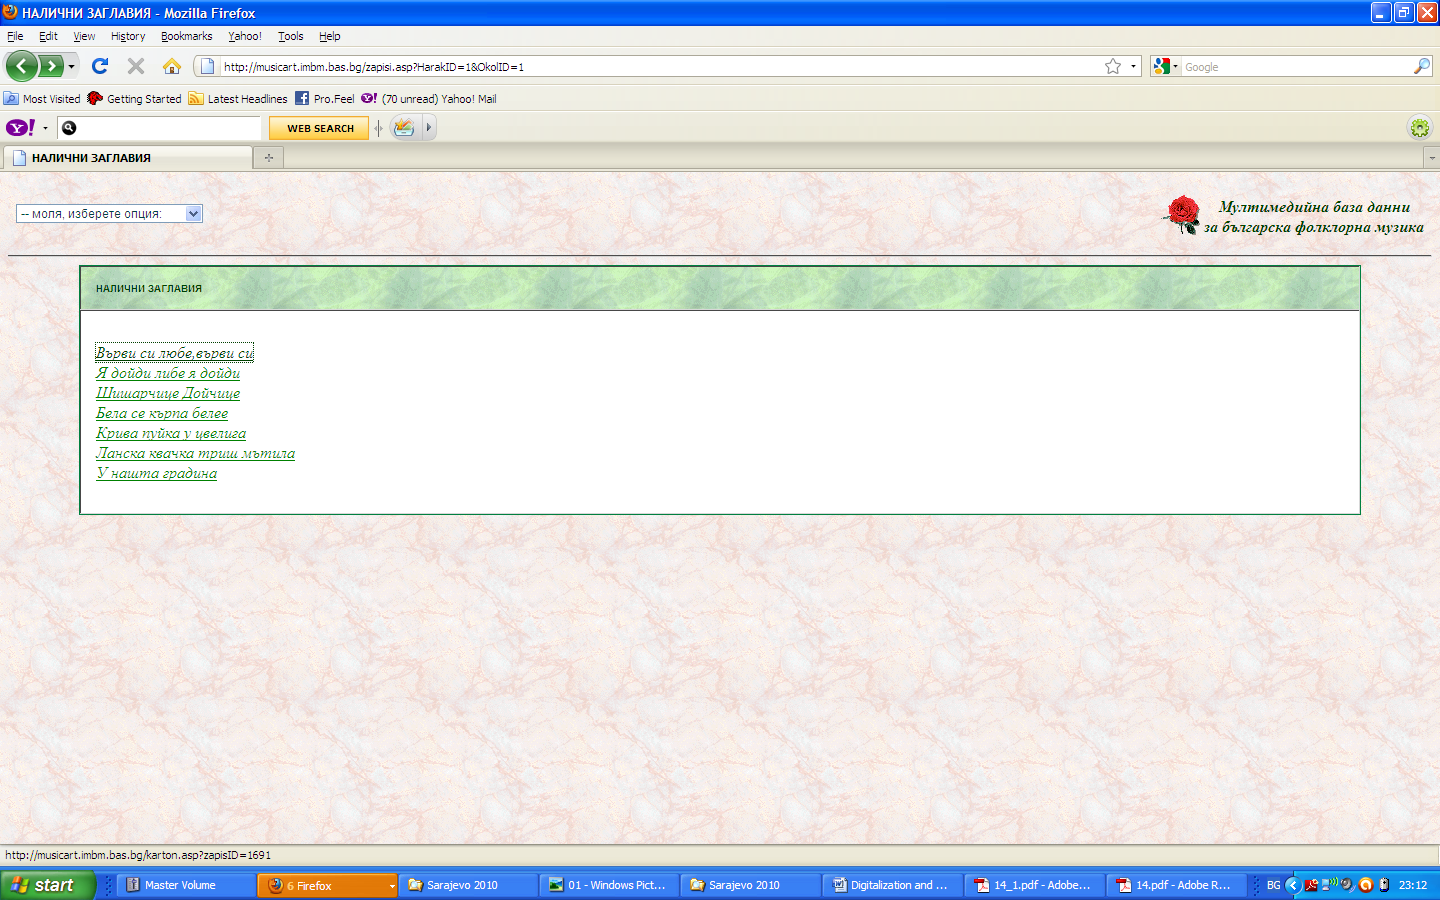 НАЛИЧНИ ЗАГЛАВИЯ - Mozilla Firefox
File Edit View History Bookmarks Yahoo! Tools Help
http://musicart.imbm.bas.bg/zapisi.asp?HarakID=1&OkolID=1
Google
Most Visited Getting Started Latest Headlines Pro.Feel Y! (70 unread) Yahoo! Mail
Y! WEB SEARCH
НАЛИЧНИ ЗАГЛАВИЯ
-- моля, изберете опция:
Мултимедийна база данни
за българска фолклорна музика
НАЛИЧНИ ЗАГЛАВИЯ
Върви си любе,върви си
Я дойди либе я дойди
Шишарчице Дойчице
Бела се кърпа белее
Крива пуйка у цвелига
Ланска квачка триш мътила
У нашта градина
http://musicart.imbm.bas.bg/karton.asp?zapisID=1691
start Master Volume 6 Firefox Sarajevo 2010 01 - Windows Pict... Sarajevo 2010 Digitalization and ... 14_1.pdf - Adobe... 14.pdf - Adobe R... BG 23:12